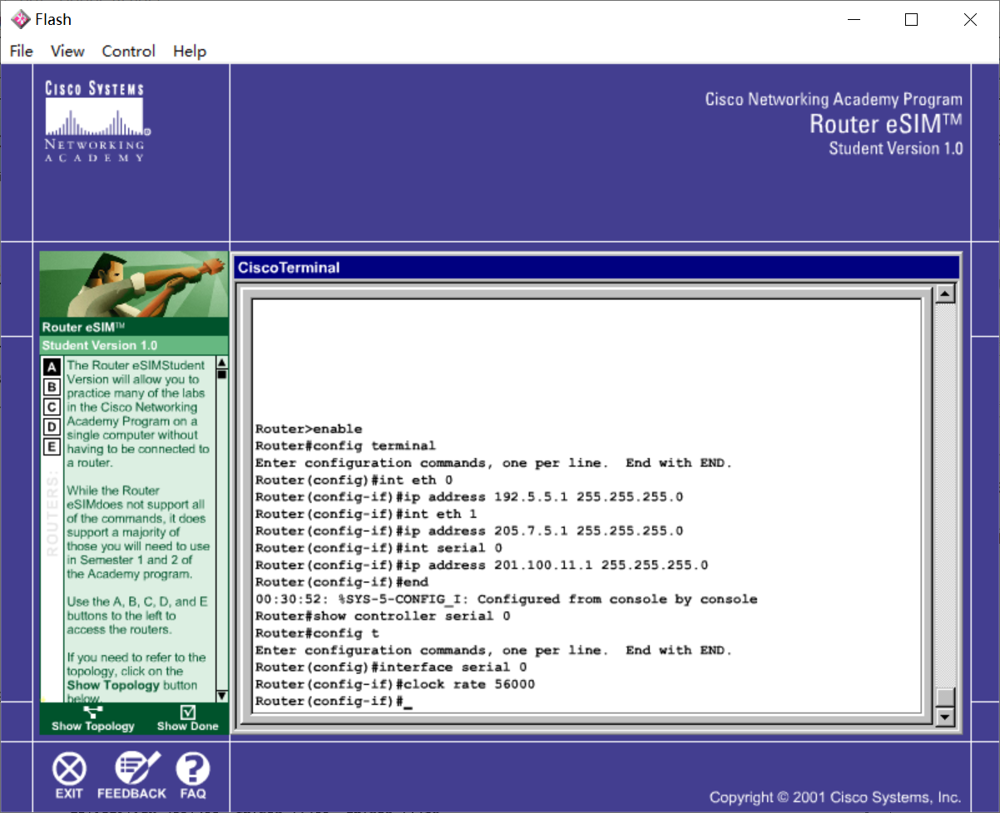 Flash
File View Control Help
CISCO SYSTEMS
NETWORKING
ACADEMY
Cisco Networking Academy Program
Router eSIM™
Student Version 1.0
Router eSIM™
Student Version 1.0
A
B
C
D
E
ROUTERS:
The Router eSIMStudent
Version will allow you to
practice many of the labs
in the Cisco Networking
Academy Program on a
single computer without
having to be connected to
a router.
While the Router
eSIMdoes not support all
of the commands, it does
support a majority of
those you will need to use
in Semester 1 and 2 of
the Academy program.
Use the A, B, C, D, and E
buttons to the left to
access the routers.
If you need to refer to the
topology, click on the
Show Topology button
below.
Show Topology Show Done
CiscoTerminal
Router>enable
Router#config terminal
Enter configuration commands, one per line.  End with END.
Router(config)#int eth 0
Router(config-if)#ip address 192.5.5.1 255.255.255.0
Router(config-if)#int eth 1
Router(config-if)#ip address 205.7.5.1 255.255.255.0
Router(config-if)#int serial 0
Router(config-if)#ip address 201.100.11.1 255.255.255.0
Router(config-if)#end
00:30:52: %SYS-5-CONFIG_I: Configured from console by console
Router#show controller serial 0
Router#config t
Enter configuration commands, one per line.  End with END.
Router(config)#interface serial 0
Router(config-if)#clock rate 56000
Router(config-if)#_
EXIT FEEDBACK FAQ
Copyright © 2001 Cisco Systems, Inc.